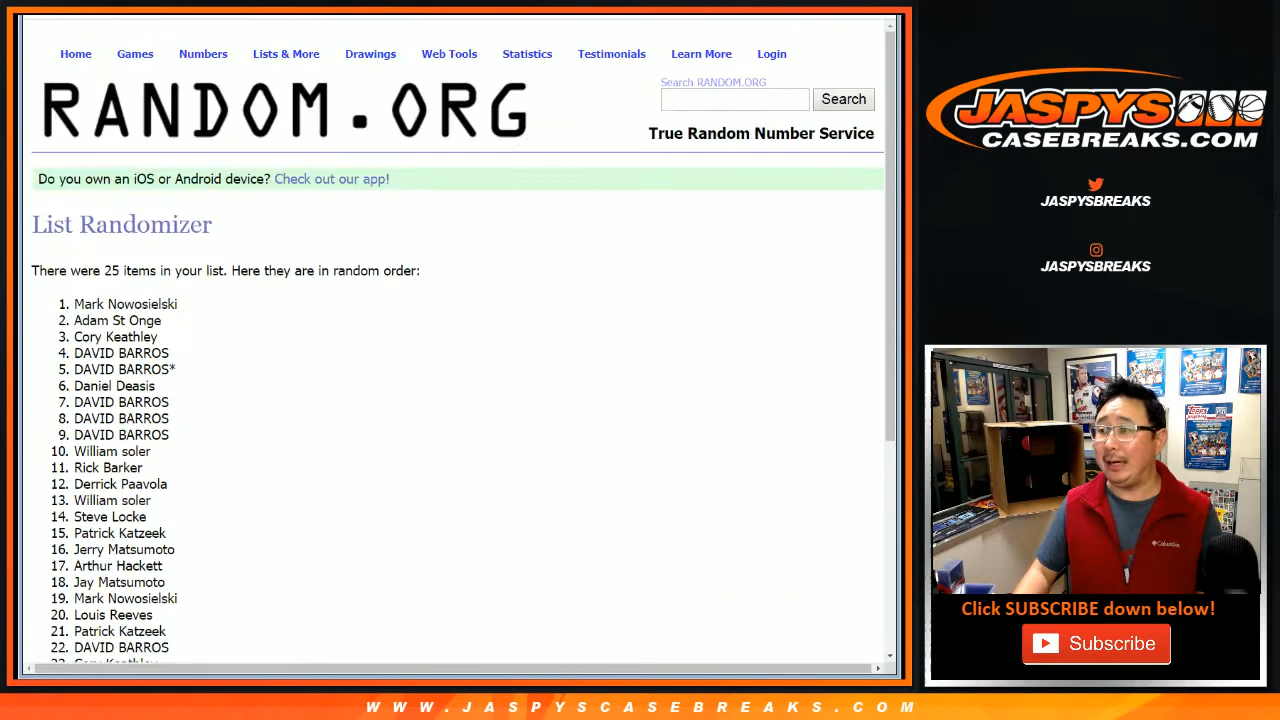 Home Games Numbers Lists & More Drawings Web Tools Statistics Testimonials Learn More Login
RANDOM.ORG
Search RANDOM.ORG
Search
True Random Number Service
Do you own an iOS or Android device? Check out our app!
List Randomizer
There were 25 items in your list. Here they are in random order:
1. Mark Nowosielski
2. Adam St Onge
3. Cory Keathley
4. DAVID BARROS
5. DAVID BARROS*
6. Daniel Deasis
7. DAVID BARROS
8. DAVID BARROS
9. DAVID BARROS
10. William soler
11. Rick Barker
12. Derrick Paavola
13. William soler
14. Steve Locke
15. Patrick Katzeek
16. Jerry Matsumoto
17. Arthur Hackett
18. Jay Matsumoto
19. Mark Nowosielski
20. Louis Reeves
21. Patrick Katzeek
22. DAVID BARROS
23. Cory Keathley
JASPYS
CASEBREAKS.COM
JASPYSBREAKS
JASPYSBREAKS
Columbia
Click SUBSCRIBE down below!
Subscribe
WWW.JASPYSCASEBREAKS.COM